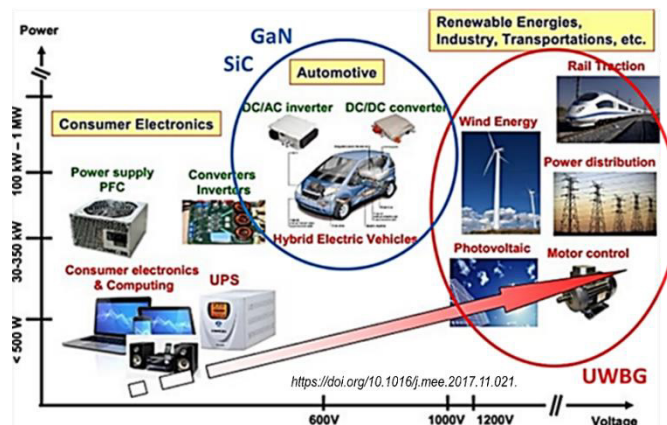 Power
GaN
SiC
Renewable Energies,
Industry, Transportations, etc.
Automotive
Rail Traction
DC/AC inverter
DC/DC converter
Consumer Electronics
Wind Energy
Power supply
PFC
Converters
Inverters
Power distribution
Hybrid Electric Vehicles
Photovoltaic
Motor control
Consumer electronics
& Computing
UPS
100 kW – 1 MW
30-350 kW
< 500 W
https://doi.org/10.1016/j.mee.2017.11.021.
UWBG
600V
1000V
1200V
Voltage